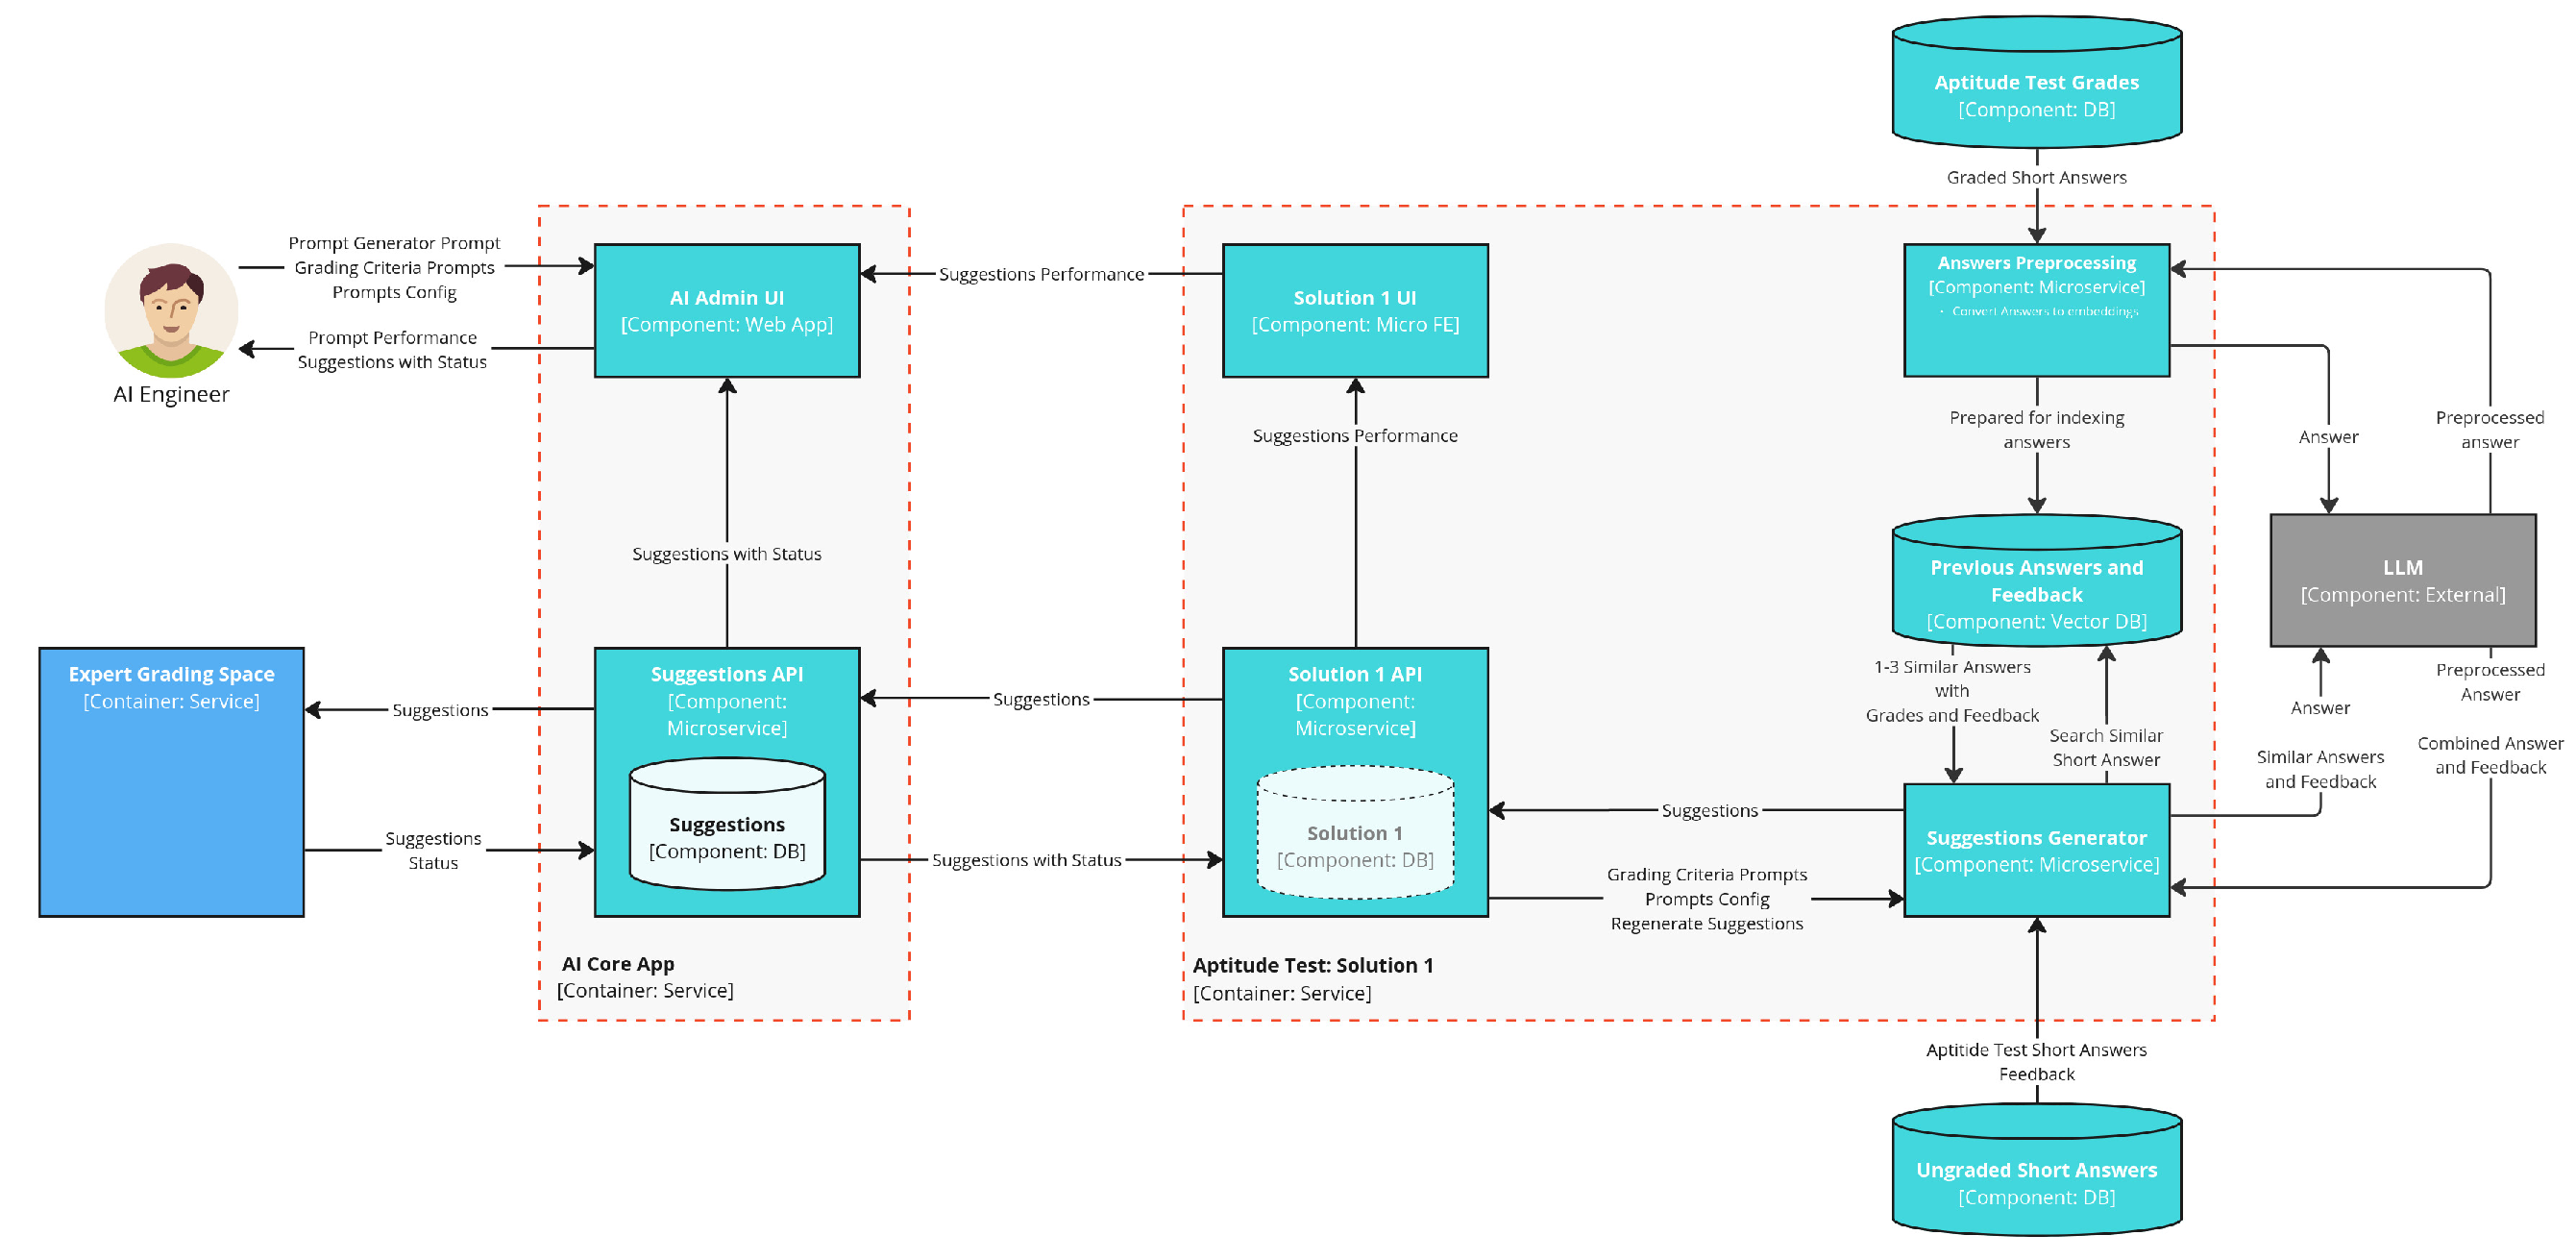 Aptitude Test Grades
[Component: DB]
Graded Short Answers
Prompt Generator Prompt
Grading Criteria Prompts
Prompts Config
Prompt Performance
Suggestions with Status
AI Engineer
AI Admin UI
[Component: Web App]
Suggestions Performance
Solution 1 UI
[Component: Micro FE]
Answers Preprocessing
[Component: Microservice]
• Convert Answers to embeddings
Suggestions with Status
Suggestions Performance
Prepared for indexing
answers
Answer
Preprocessed
answer
Previous Answers and
Feedback
[Component: Vector DB]
LLM
[Component: External]
Expert Grading Space
[Container: Service]
Suggestions
Suggestions
Status
Suggestions API
[Component:
Microservice]
Suggestions
[Component: DB]
Suggestions
Suggestions with Status
Solution 1 API
[Component:
Microservice]
Solution 1
[Component: DB]
1-3 Similar Answers
with
Grades and Feedback
Search Similar
Short Answer
Answer
Similar Answers
and Feedback
Preprocessed
Answer
Combined Answer
and Feedback
Suggestions
Grading Criteria Prompts
Prompts Config
Regenerate Suggestions
Suggestions Generator
[Component: Microservice]
AI Core App
[Container: Service]
Aptitude Test: Solution 1
[Container: Service]
Aptitide Test Short Answers
Feedback
Ungraded Short Answers
[Component: DB]